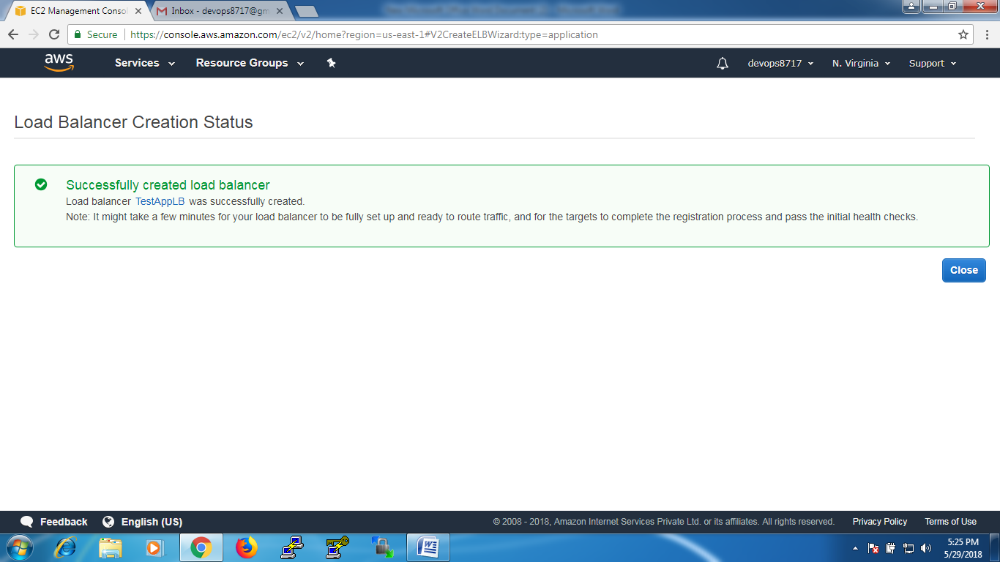 EC2 Management Consol
Inbox - devops8717@gm
Secure
https://console.aws.amazon.com/ec2/v2/home?region=us-east-1#V2CreateELBWizard:type=application
aws
Services
Resource Groups
devops8717
N. Virginia
Support
Load Balancer Creation Status
Successfully created load balancer
Load balancer TestAppLB was successfully created.
Note: It might take a few minutes for your load balancer to be fully set up and ready to route traffic, and for the targets to complete the registration process and pass the initial health checks.
Close
Feedback
English (US)
© 2008 - 2018, Amazon Internet Services Private Ltd. or its affiliates. All rights reserved.
Privacy Policy
Terms of Use
5:25 PM
5/29/2018